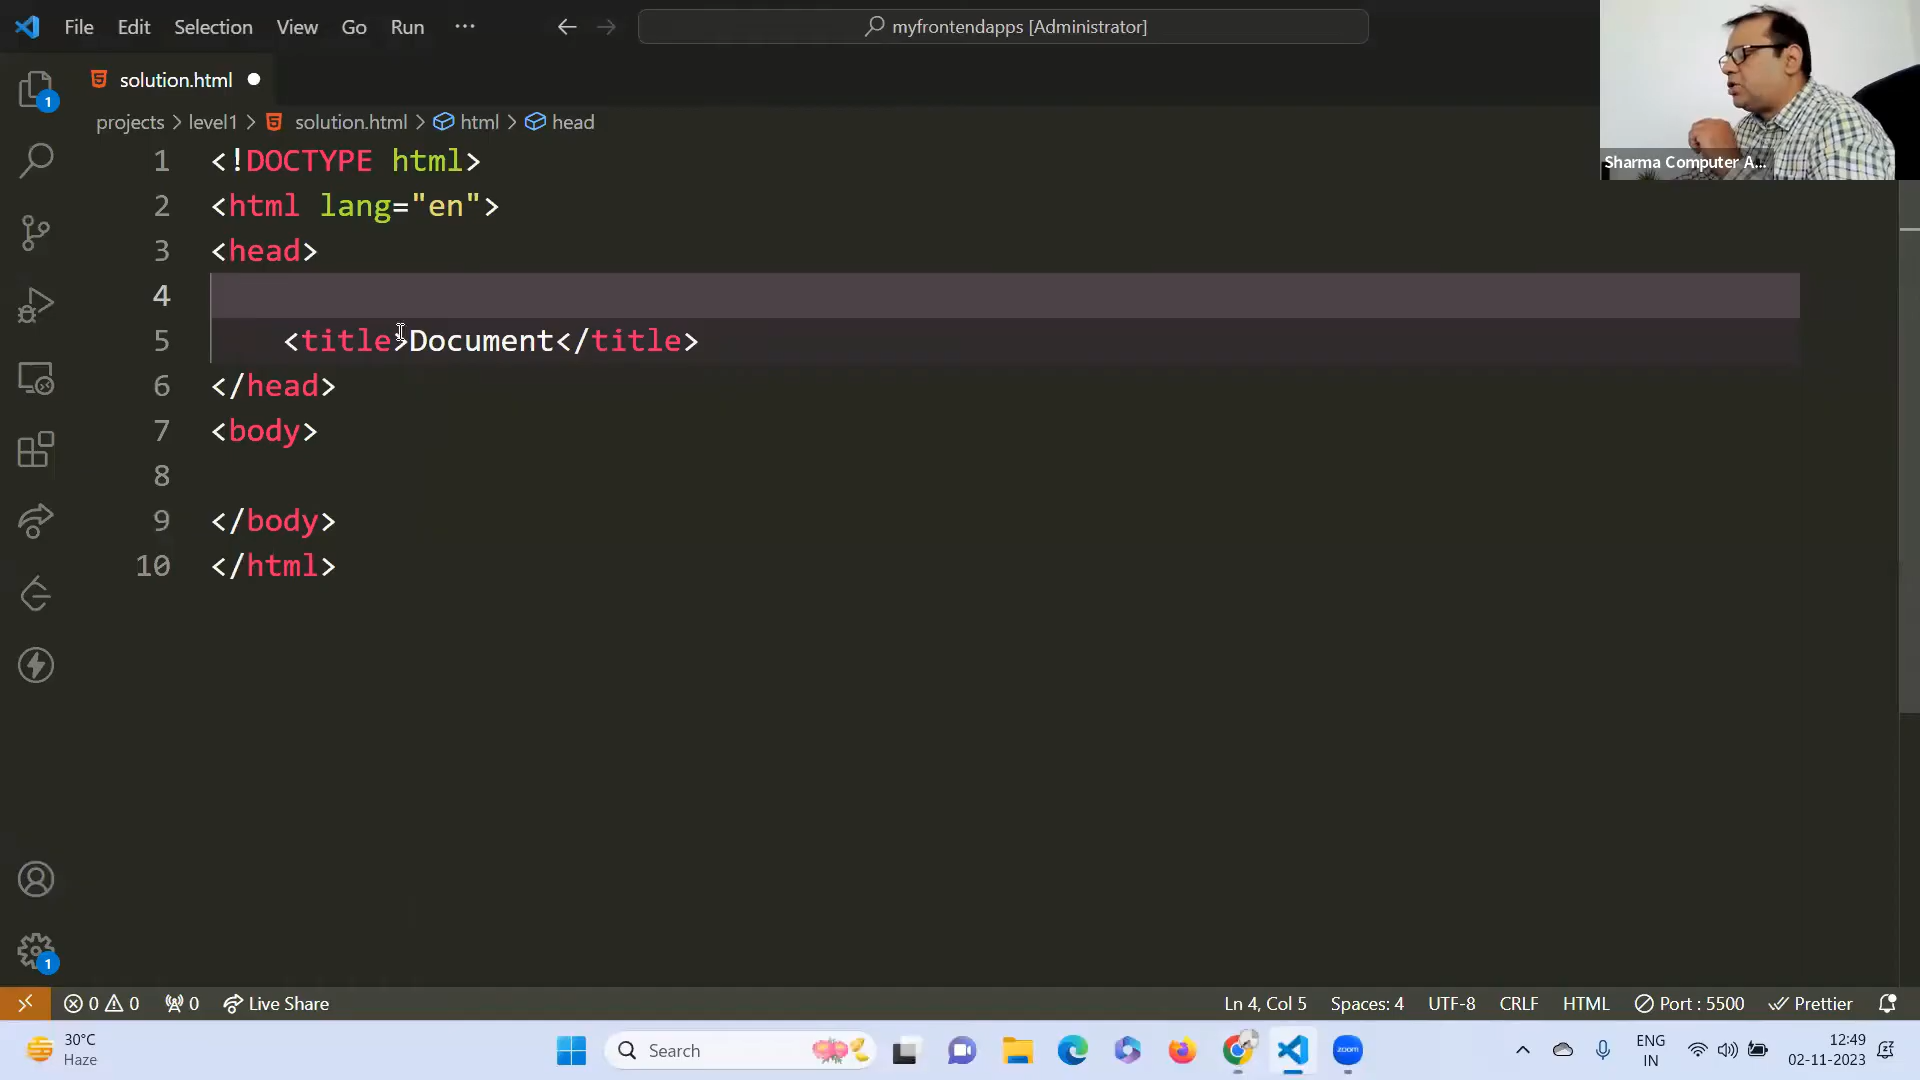 File Edit Selection View Go Run ···
myfrontendapps [Administrator]
solution.html
projects > level1 > solution.html > html > head
1 <!DOCTYPE html>
2 <html lang="en">
3 <head>
4
5 <title>Document</title>
6 </head>
7 <body>
8
9 </body>
10 </html>
Sharma Computer A...
1
1
0 0 0 Live Share Ln 4, Col 5 Spaces: 4 UTF-8 CRLF HTML Port : 5500 Prettier
30°C
Haze
Search
zoom
ENG
IN
12:49
02-11-2023